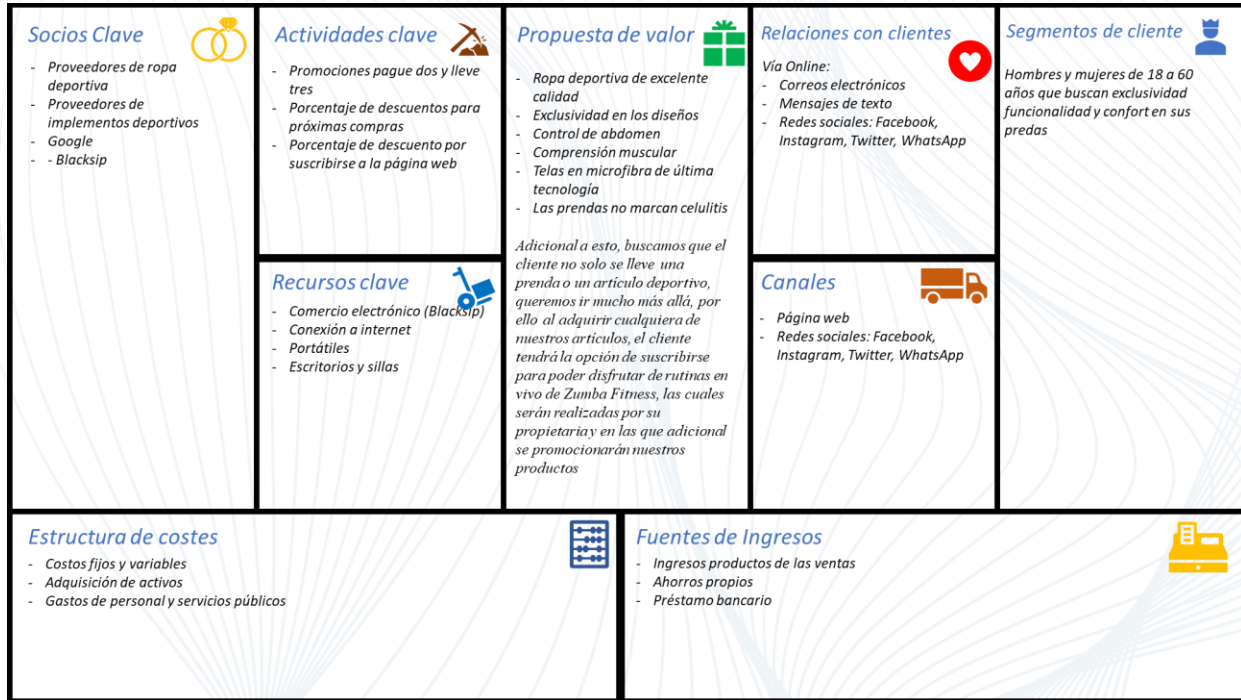 Socios Clave
- Proveedores de ropa
deportiva
- Proveedores de
implementos deportivos
- Google
- - Blacksip
Actividades clave
- Promociones pague dos y lleve
tres
- Porcentaje de descuentos para
próximas compras
- Porcentaje de descuento por
suscribirse a la página web
Recursos clave
- Comercio electrónico (Blacksip)
- Conexión a internet
- Portátiles
- Escritorios y sillas
Propuesta de valor
- Ropa deportiva de excelente
calidad
- Exclusividad en los diseños
- Control de abdomen
- Comprensión muscular
- Telas en microfibra de última
tecnología
- Las prendas no marcan celulitis
Adicional a esto, buscamos que el
cliente no solo se lleve una
prenda o un artículo deportivo,
queremos ir mucho más allá, por
ello al adquirir cualquiera de
nuestros artículos, el cliente
tendrá la opción de suscribirse
para poder disfrutar de rutinas en
vivo de Zumba Fitness, las cuales
serán realizadas por su
propietaria y en las que adicional
se promocionarán nuestros
productos
Relaciones con clientes
Vía Online:
- Correos electrónicos
- Mensajes de texto
- Redes sociales: Facebook,
Instagram, Twitter, WhatsApp
Canales
- Página web
- Redes sociales: Facebook,
Instagram, Twitter, WhatsApp
Segmentos de cliente
Hombres y mujeres de 18 a 60
años que buscan exclusividad
funcionalidad y confort en sus
predas
Estructura de costes
- Costos fijos y variables
- Adquisición de activos
- Gastos de personal y servicios públicos
Fuentes de Ingresos
- Ingresos productos de las ventas
- Ahorros propios
- Préstamo bancario